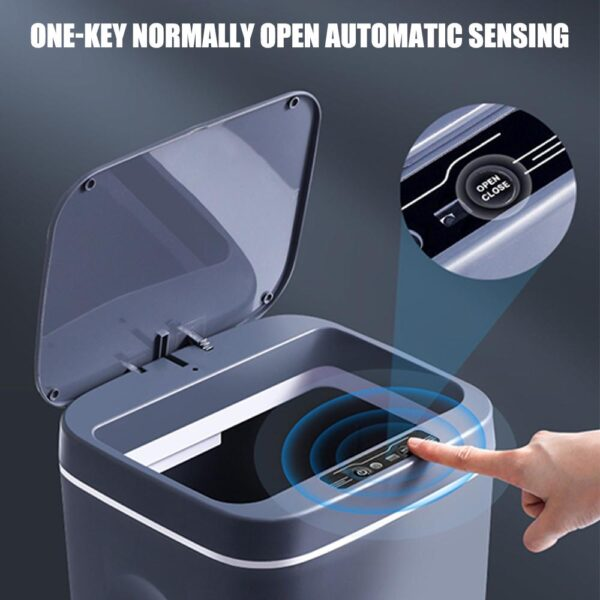 ONE-KEY NORMALLY OPEN AUTOMATIC SENSING
OPEN
CLOSE